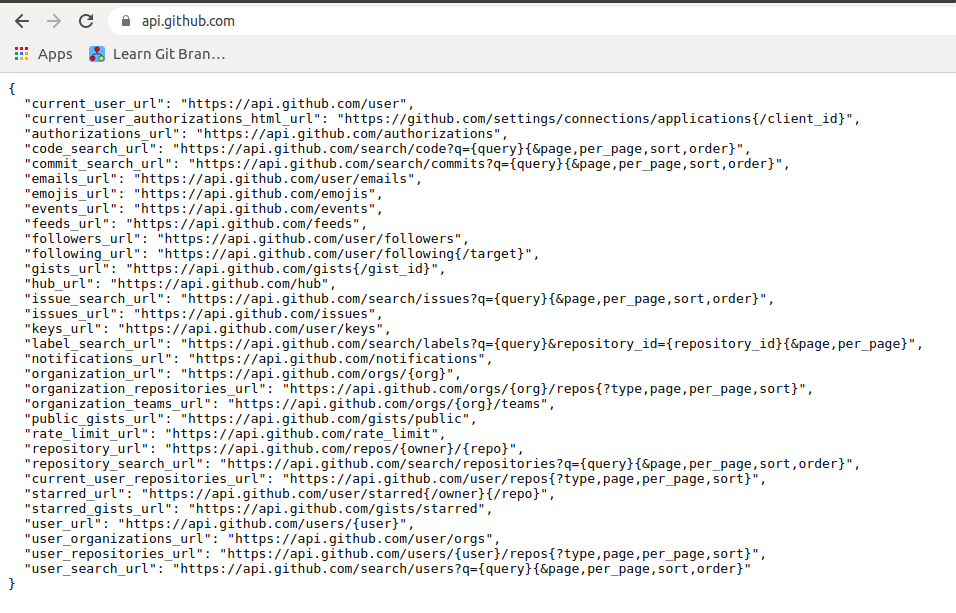 api.github.com
Apps Learn Git Bran...
{
  "current_user_url": "https://api.github.com/user",
  "current_user_authorizations_html_url": "https://github.com/settings/connections/applications{/client_id}",
  "authorizations_url": "https://api.github.com/authorizations",
  "code_search_url": "https://api.github.com/search/code?q={query}{&page,per_page,sort,order}",
  "commit_search_url": "https://api.github.com/search/commits?q={query}{&page,per_page,sort,order}",
  "emails_url": "https://api.github.com/user/emails",
  "emojis_url": "https://api.github.com/emojis",
  "events_url": "https://api.github.com/events",
  "feeds_url": "https://api.github.com/feeds",
  "followers_url": "https://api.github.com/user/followers",
  "following_url": "https://api.github.com/user/following{/target}",
  "gists_url": "https://api.github.com/gists{/gist_id}",
  "hub_url": "https://api.github.com/hub",
  "issue_search_url": "https://api.github.com/search/issues?q={query}{&page,per_page,sort,order}",
  "issues_url": "https://api.github.com/issues",
  "keys_url": "https://api.github.com/user/keys",
  "label_search_url": "https://api.github.com/search/labels?q={query}&repository_id={repository_id}{&page,per_page}",
  "notifications_url": "https://api.github.com/notifications",
  "organization_url": "https://api.github.com/orgs/{org}",
  "organization_repositories_url": "https://api.github.com/orgs/{org}/repos{?type,page,per_page,sort}",
  "organization_teams_url": "https://api.github.com/orgs/{org}/teams",
  "public_gists_url": "https://api.github.com/gists/public",
  "rate_limit_url": "https://api.github.com/rate_limit",
  "repository_url": "https://api.github.com/repos/{owner}/{repo}",
  "repository_search_url": "https://api.github.com/search/repositories?q={query}{&page,per_page,sort,order}",
  "current_user_repositories_url": "https://api.github.com/user/repos{?type,page,per_page,sort}",
  "starred_url": "https://api.github.com/user/starred{/owner}{/repo}",
  "starred_gists_url": "https://api.github.com/gists/starred",
  "user_url": "https://api.github.com/users/{user}",
  "user_organizations_url": "https://api.github.com/user/orgs",
  "user_repositories_url": "https://api.github.com/users/{user}/repos{?type,page,per_page,sort}",
  "user_search_url": "https://api.github.com/search/users?q={query}{&page,per_page,sort,order}"
}